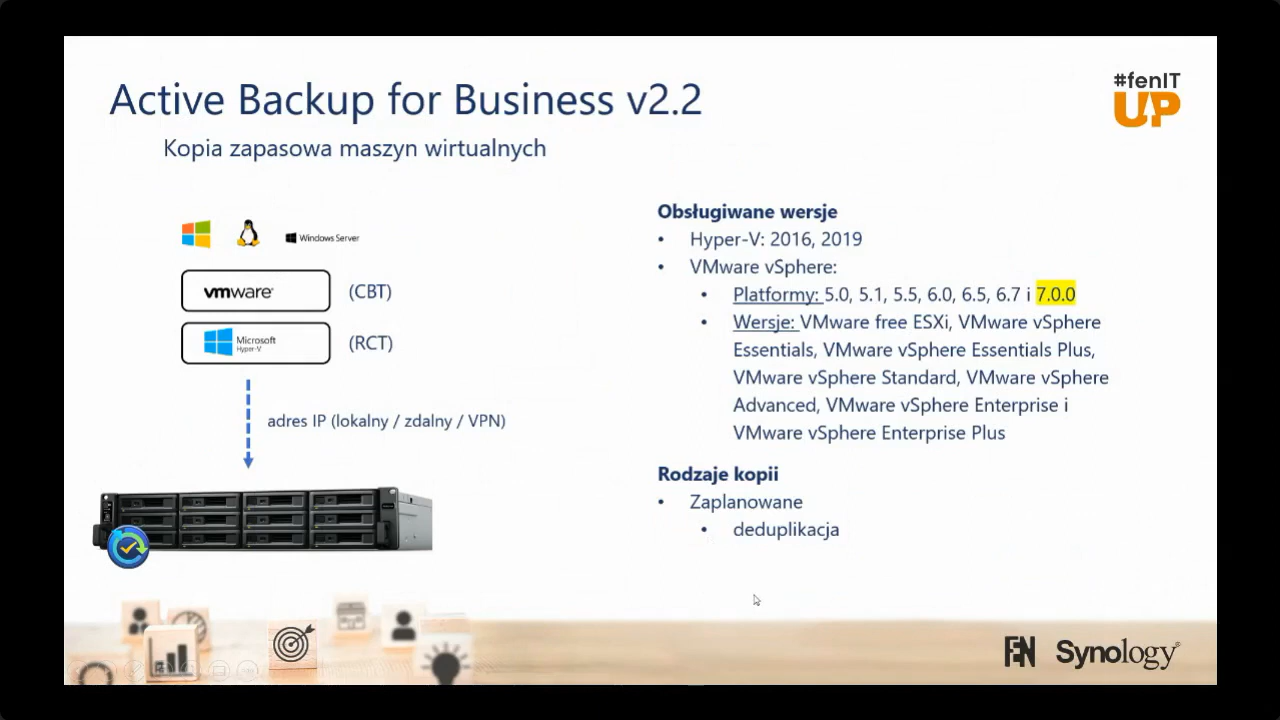 Active Backup for Business v2.2
Kopia zapasowa maszyn wirtualnych
#fenIT
UP
Windows Server
vmware
(CBT)
Microsoft
Hyper-V
(RCT)
adres IP (lokalny / zdalny / VPN)
Obsługiwane wersje
• Hyper-V: 2016, 2019
• VMware vSphere:
• Platformy: 5.0, 5.1, 5.5, 6.0, 6.5, 6.7 i 7.0.0
• Wersje: VMware free ESXi, VMware vSphere
Essentials, VMware vSphere Essentials Plus,
VMware vSphere Standard, VMware vSphere
Advanced, VMware vSphere Enterprise i
VMware vSphere Enterprise Plus
Rodzaje kopii
• Zaplanowane
• deduplikacja
FEN
Synology